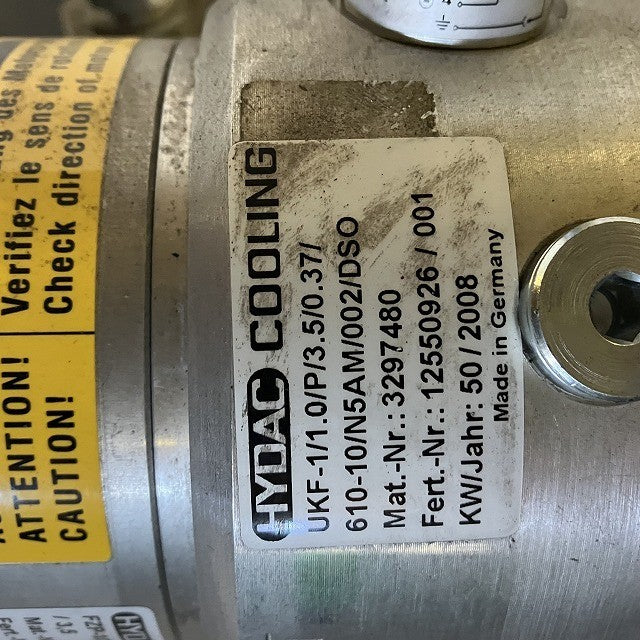 HYDAC COOLING
UKF-1/1.0/P/3.5/0.37/
610-10/N5AM/002/DSO
Mat.-Nr.: 3297480
Fert.-Nr.: 12550926 / 001
KW/Jahr: 50 / 2008
Made in Germany
des
Verifiez le sens de
Check direction of
ATTENTION!
CAUTION!
HYDAC